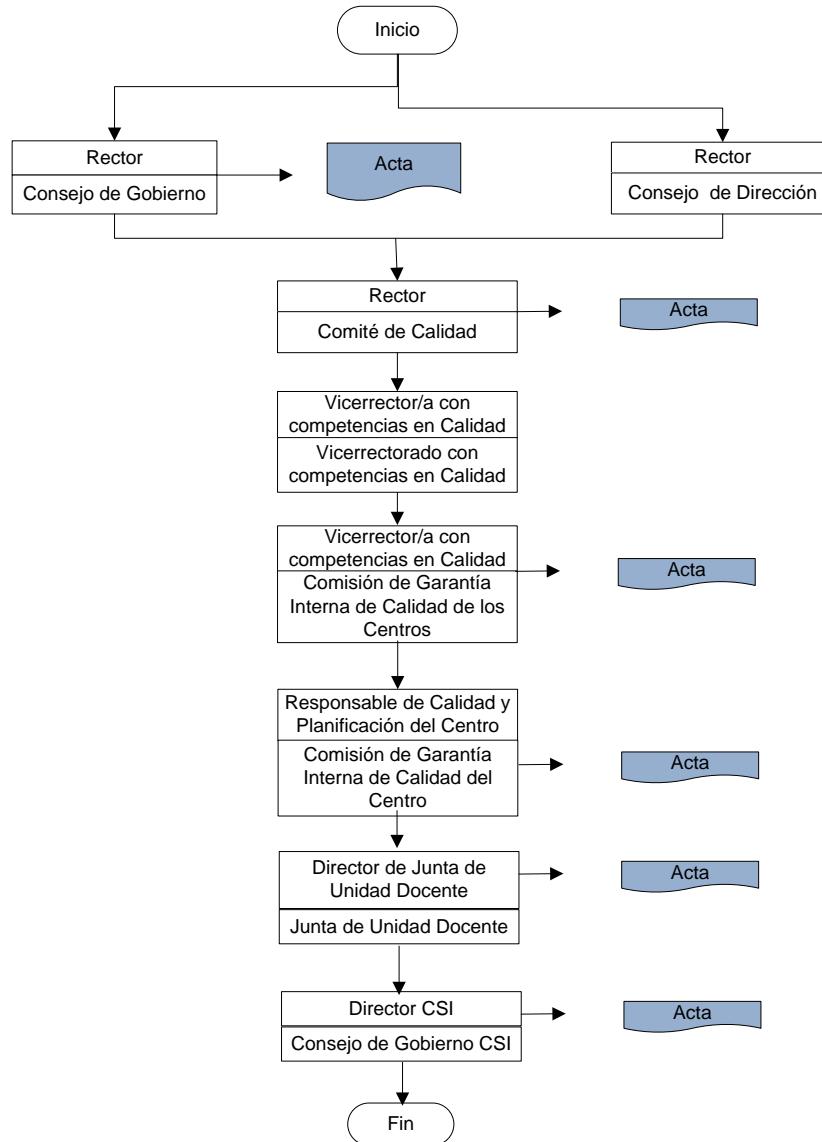 Inicio
Rector
Consejo de Gobierno
Acta
Rector
Consejo de Dirección
Rector
Comité de Calidad
Acta
Vicerrector/a con
competencias en Calidad
Vicerrectorado con
competencias en Calidad
Vicerrector/a con
competencias en Calidad
Comisión de Garantía
Interna de Calidad de los
Centros
Acta
Responsable de Calidad y
Planificación del Centro
Comisión de Garantía
Interna de Calidad del
Centro
Acta
Director de Junta de
Unidad Docente
Junta de Unidad Docente
Acta
Director CSI
Consejo de Gobierno CSI
Acta
Fin